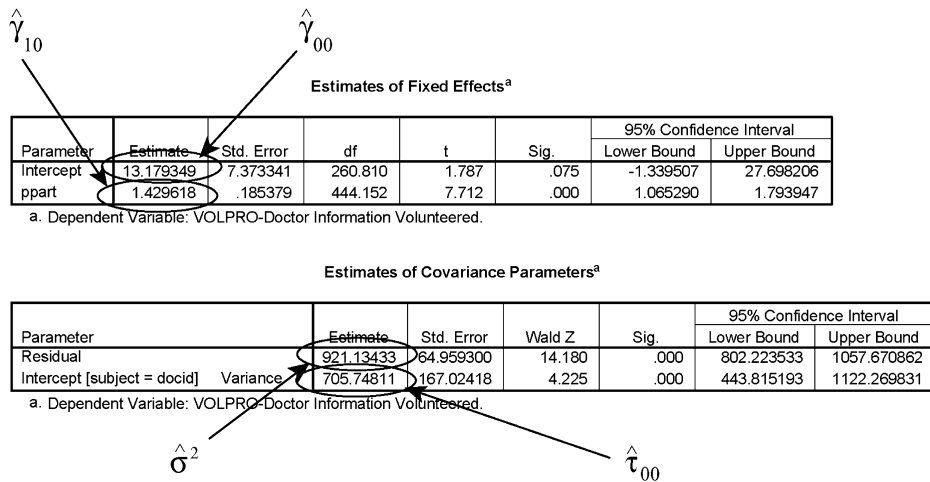 γ̂₁₀ γ̂₀₀
Estimates of Fixed Effectsᵃ
95% Confidence Interval
Parameter Estimate Std. Error df t Sig. Lower Bound Upper Bound
Intercept 13.179349 7.373341 260.810 1.787 .075 -1.339507 27.698206
ppart 1.429618 .185379 444.152 7.712 .000 1.065290 1.793947
a. Dependent Variable: VOLPRO-Doctor Information Volunteered.
Estimates of Covariance Parametersᵃ
95% Confidence Interval
Parameter Estimate Std. Error Wald Z Sig. Lower Bound Upper Bound
Residual 921.13433 64.959300 14.180 .000 802.223533 1057.670862
Intercept [subject = docid] Variance 705.74811 167.02418 4.225 .000 443.815193 1122.269831
a. Dependent Variable: VOLPRO-Doctor Information Volunteered.
σ̂² τ̂₀₀